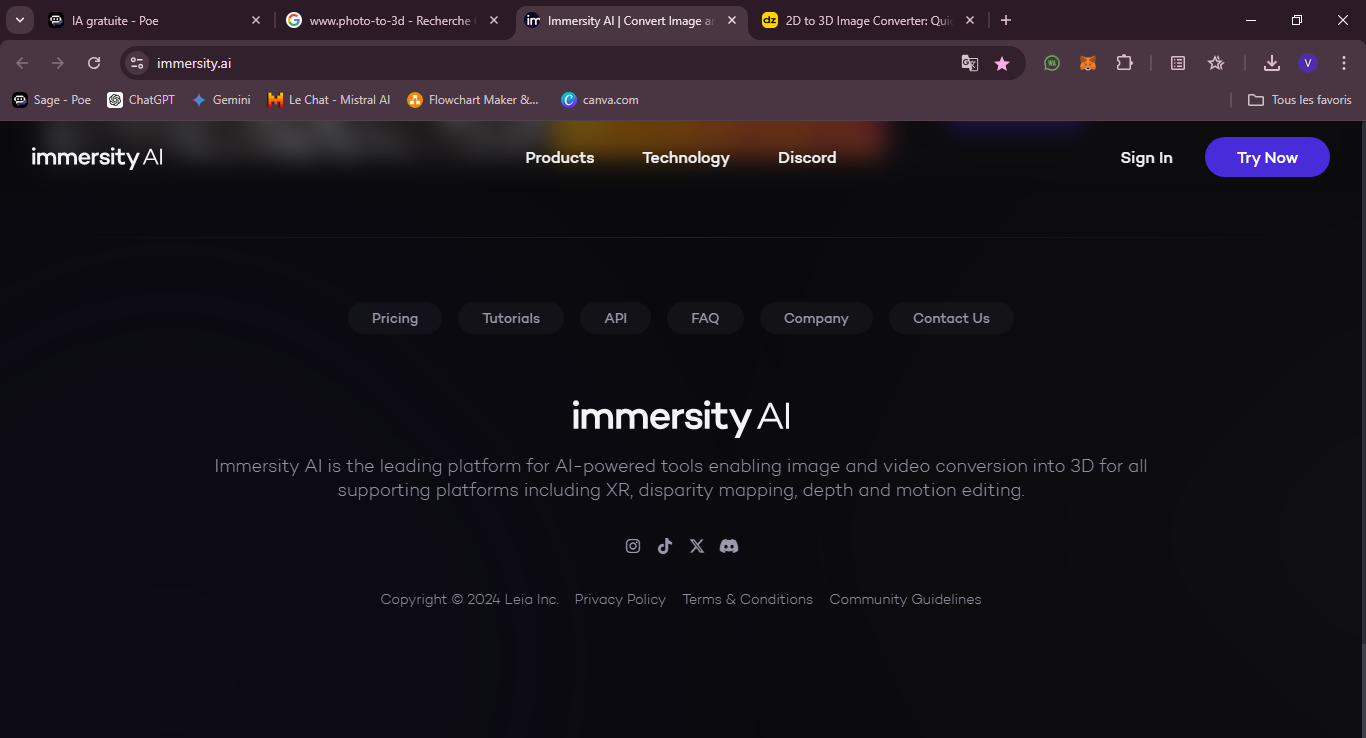 IA gratuite - Poe
www.photo-to-3d - Recherche
Immersity AI | Convert Image
2D to 3D Image Converter:
immersity.ai
V
Sage - Poe
ChatGPT
Gemini
Le Chat - Mistral AI
Flowchart Maker &...
canva.com
Tous les favoris
immersity AI
Products
Technology
Discord
Sign In
Try Now
Pricing
Tutorials
API
FAQ
Company
Contact Us
immersity AI
Immersity AI is the leading platform for AI-powered tools enabling image and video conversion into 3D for all
supporting platforms including XR, disparity mapping, depth and motion editing.
Copyright © 2024 Leia Inc. Privacy Policy Terms & Conditions Community Guidelines